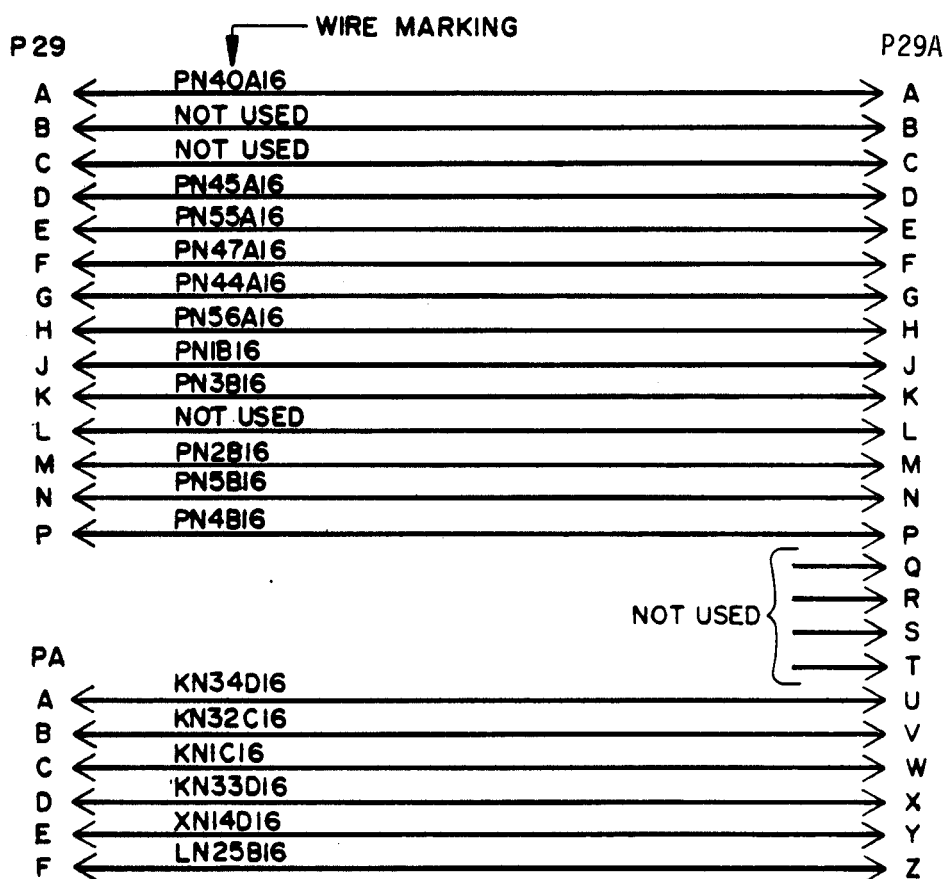 WIRE MARKING
P29 P29A
A PN40A16 A
B NOT USED B
C NOT USED C
D PN45A16 D
E PN55A16 E
F PN47A16 F
G PN44A16 G
H PN56A16 H
J PN1B16 J
K PN3B16 K
L NOT USED L
M PN2B16 M
N PN5B16 N
P PN4B16 P
Q
R
NOT USED
S
T
PA
A KN34D16 U
B KN32C16 V
C KN1C16 W
D KN33D16 X
E XN14D16 Y
F LN25B16 Z